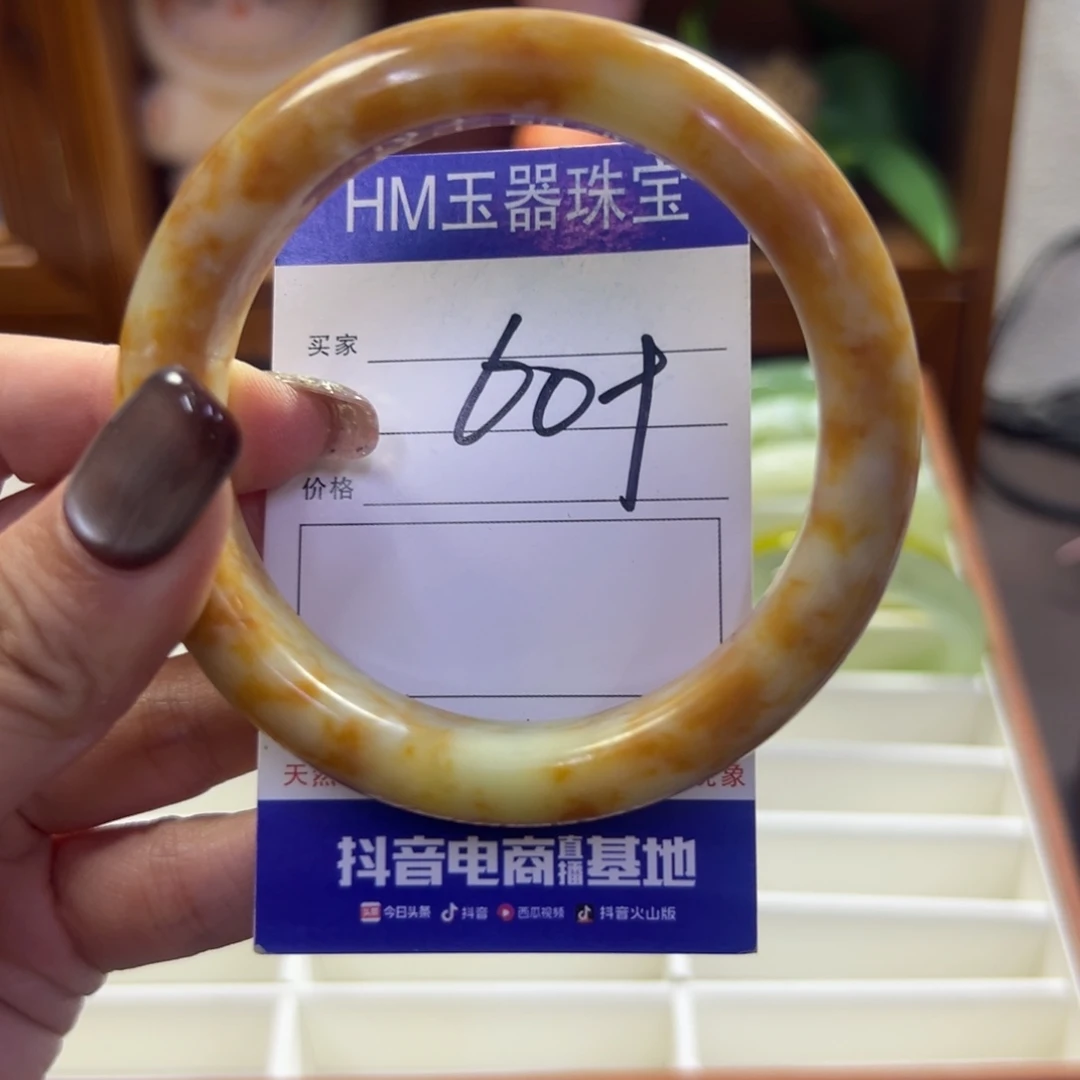 HM玉器珠宝
买家
601
价格
天然
象
抖音电商直播基地
今日头条 抖音 西瓜视频 抖音火山版